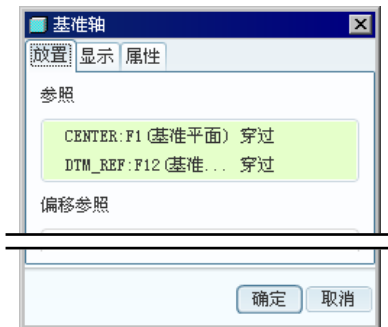 基准轴
放置 显示 属性
参照
CENTER:F1(基准平面) 穿过
DTM_REF:F12(基准... 穿过
偏移参照
确定 取消